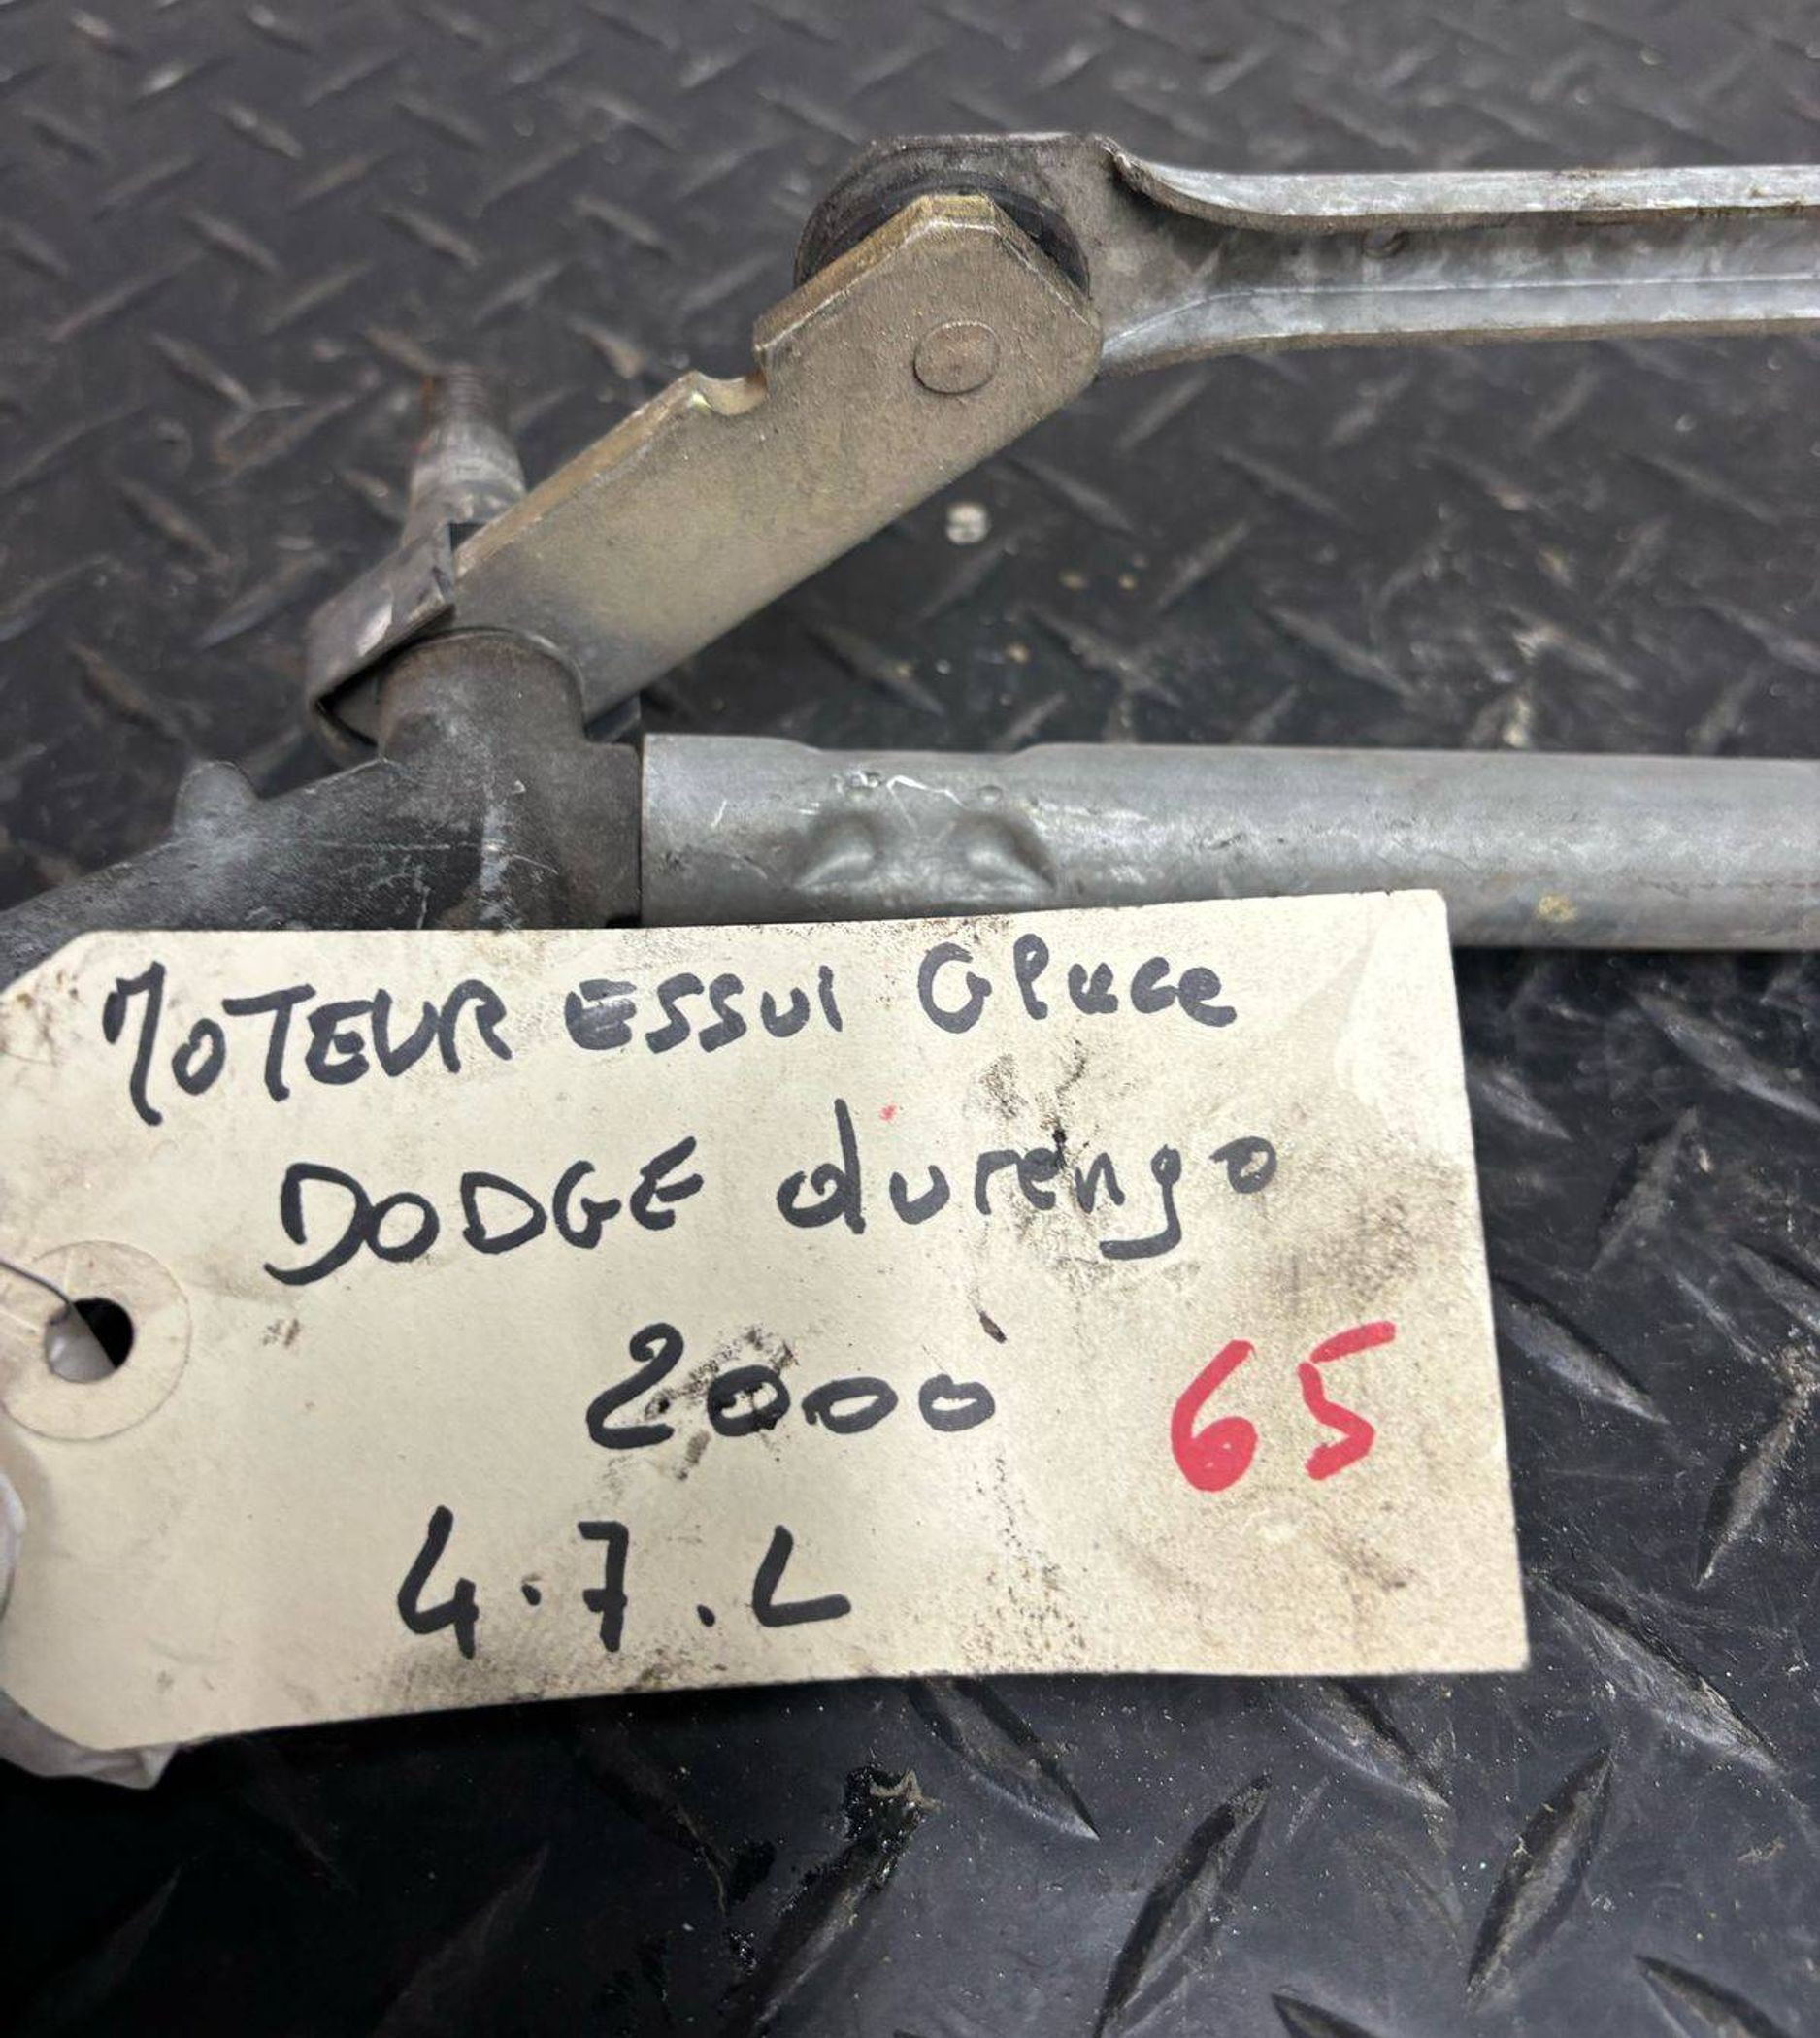 MOTEUR ESSUI Glace
DODGE durengo
2000 65
4.7.L